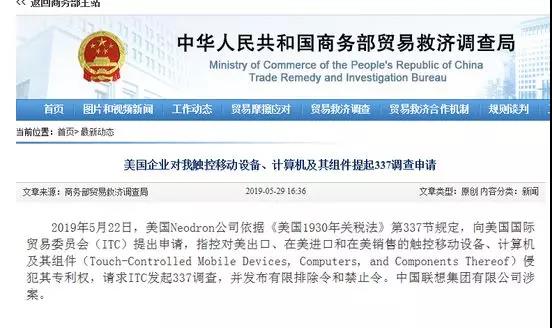 << 返回商务部主站
中华人民共和国商务部贸易救济调查局
Ministry of Commerce of the People's Republic of China
Trade Remedy and Investigation Bureau
首页 图片和视频新闻 工作动态 贸易摩擦应对 贸易救济调查 贸易救济合作机制 规则谈判
当前位置：首页> 最新动态
美国企业对我触控移动设备、计算机及其组件提起337调查申请
文章来源：商务部贸易救济调查局 2019-05-29 16:36 文章类型：原创 内容分类：新闻
2019年5月22日，美国Neodron公司依据《美国1930年关税法》第337节规定，向美国国际
贸易委员会（ITC）提出申请，指控对美出口、在美进口和在美销售的触控移动设备、计算机
及其组件（Touch-Controlled Mobile Devices, Computers, and Components Thereof）侵
犯其专利权，请求ITC发起337调查，并发布有限排除令和禁止令。中国联想集团有限公司涉
案。